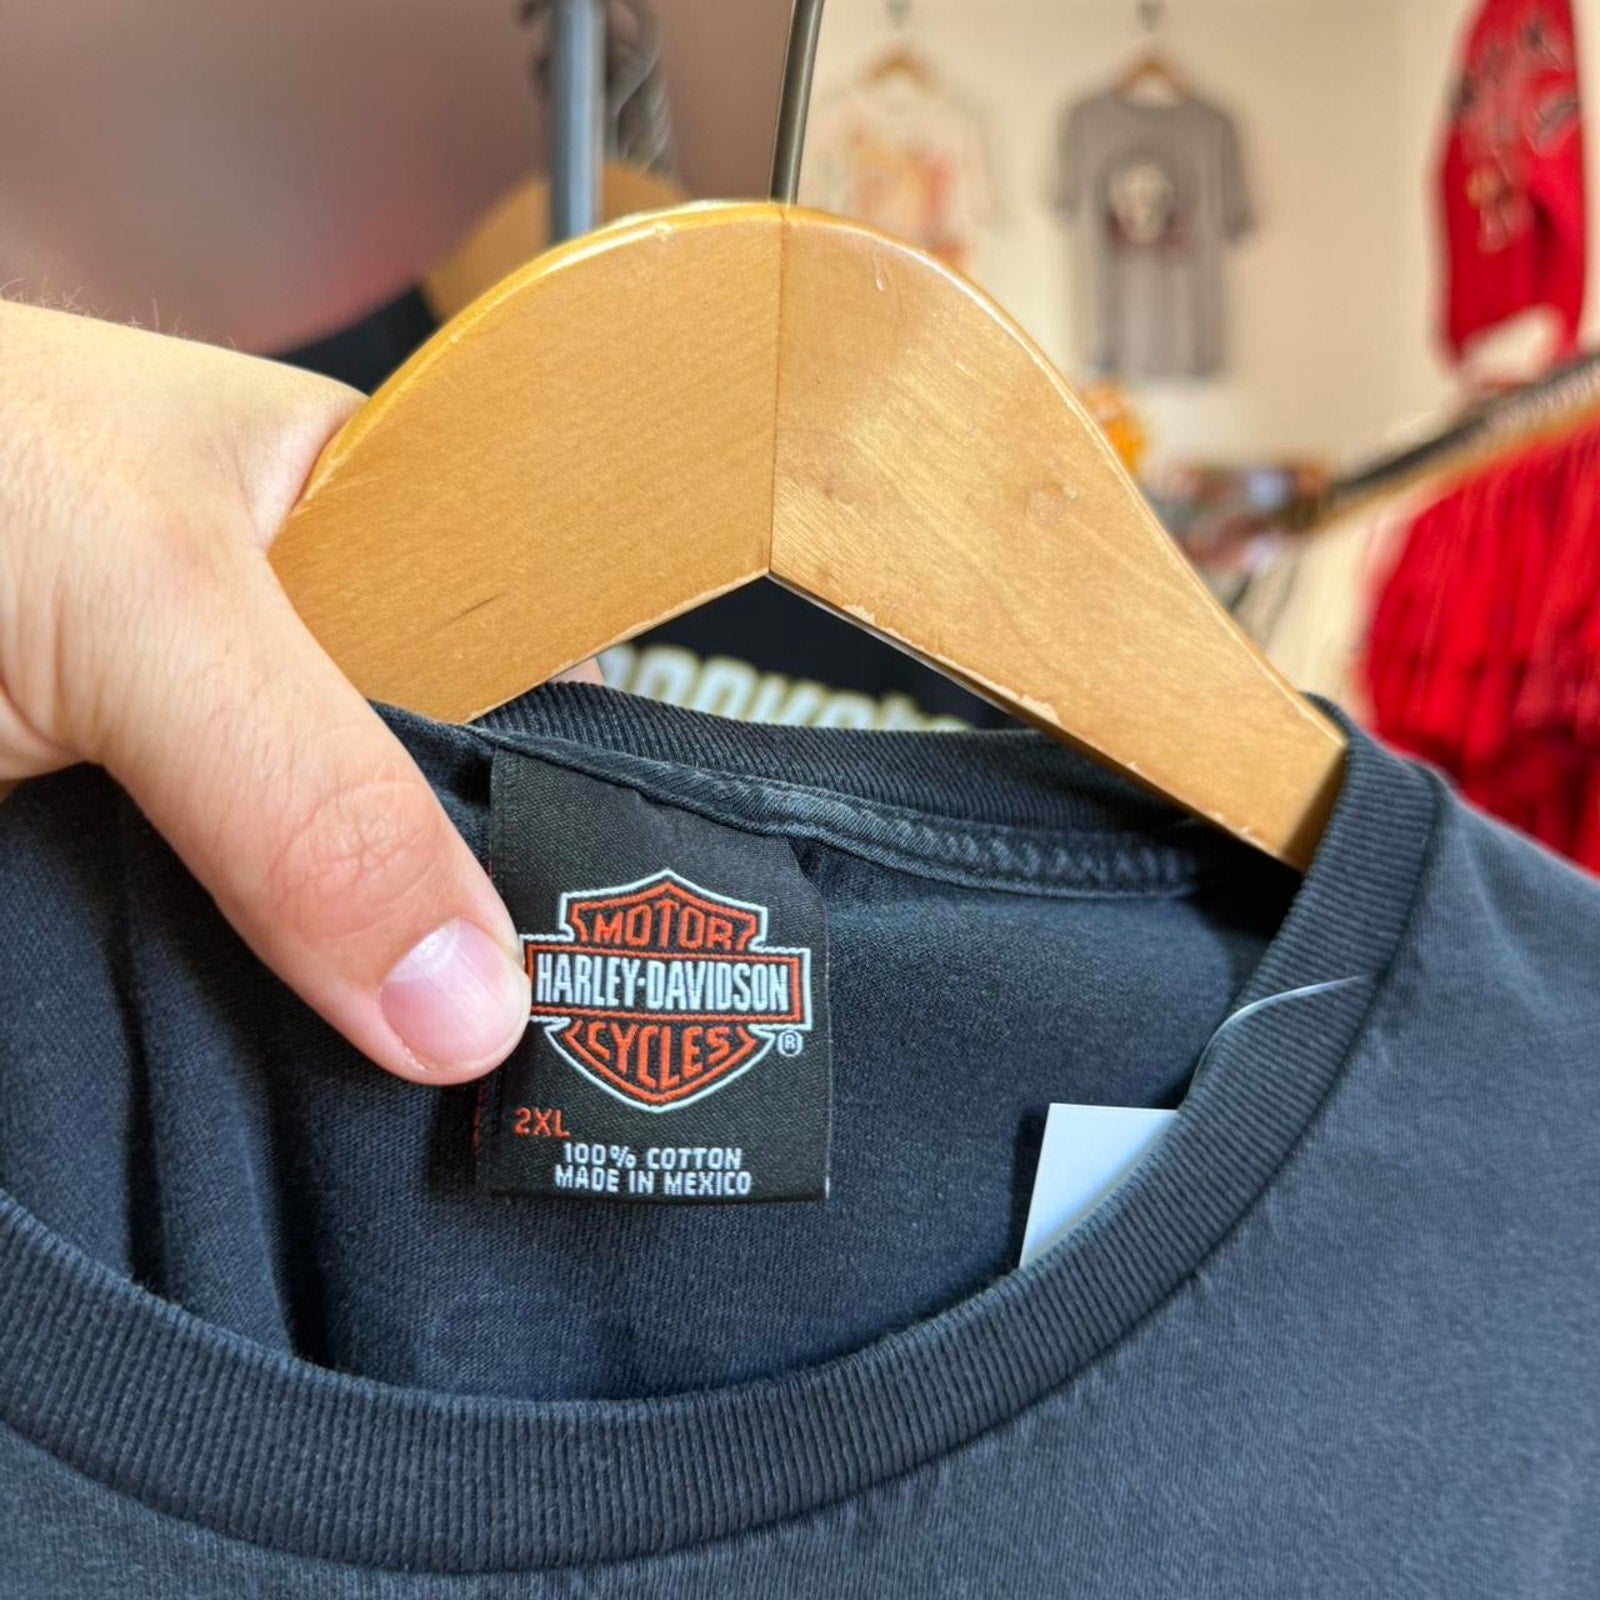 MOTOR
HARLEY-DAVIDSON
CYCLES
®
2XL
100% COTTON
MADE IN MEXICO